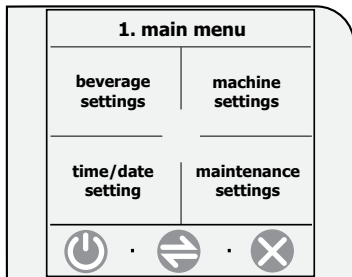 1. main menu
beverage
settings
machine
settings
time/date
setting
maintenance
settings